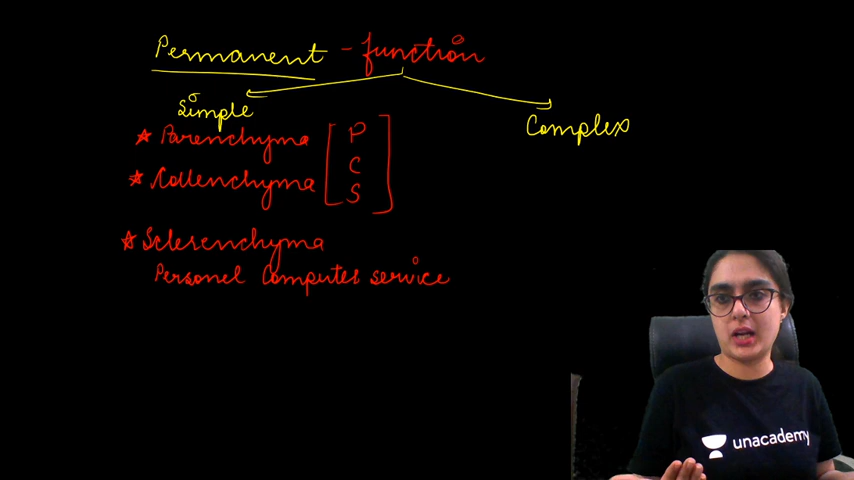 Permanent - function
Simple
Complex
* Parenchyma [ P
* Collenchyma C
S ]
* Sclerenchyma
Personel Computer service
unacademy